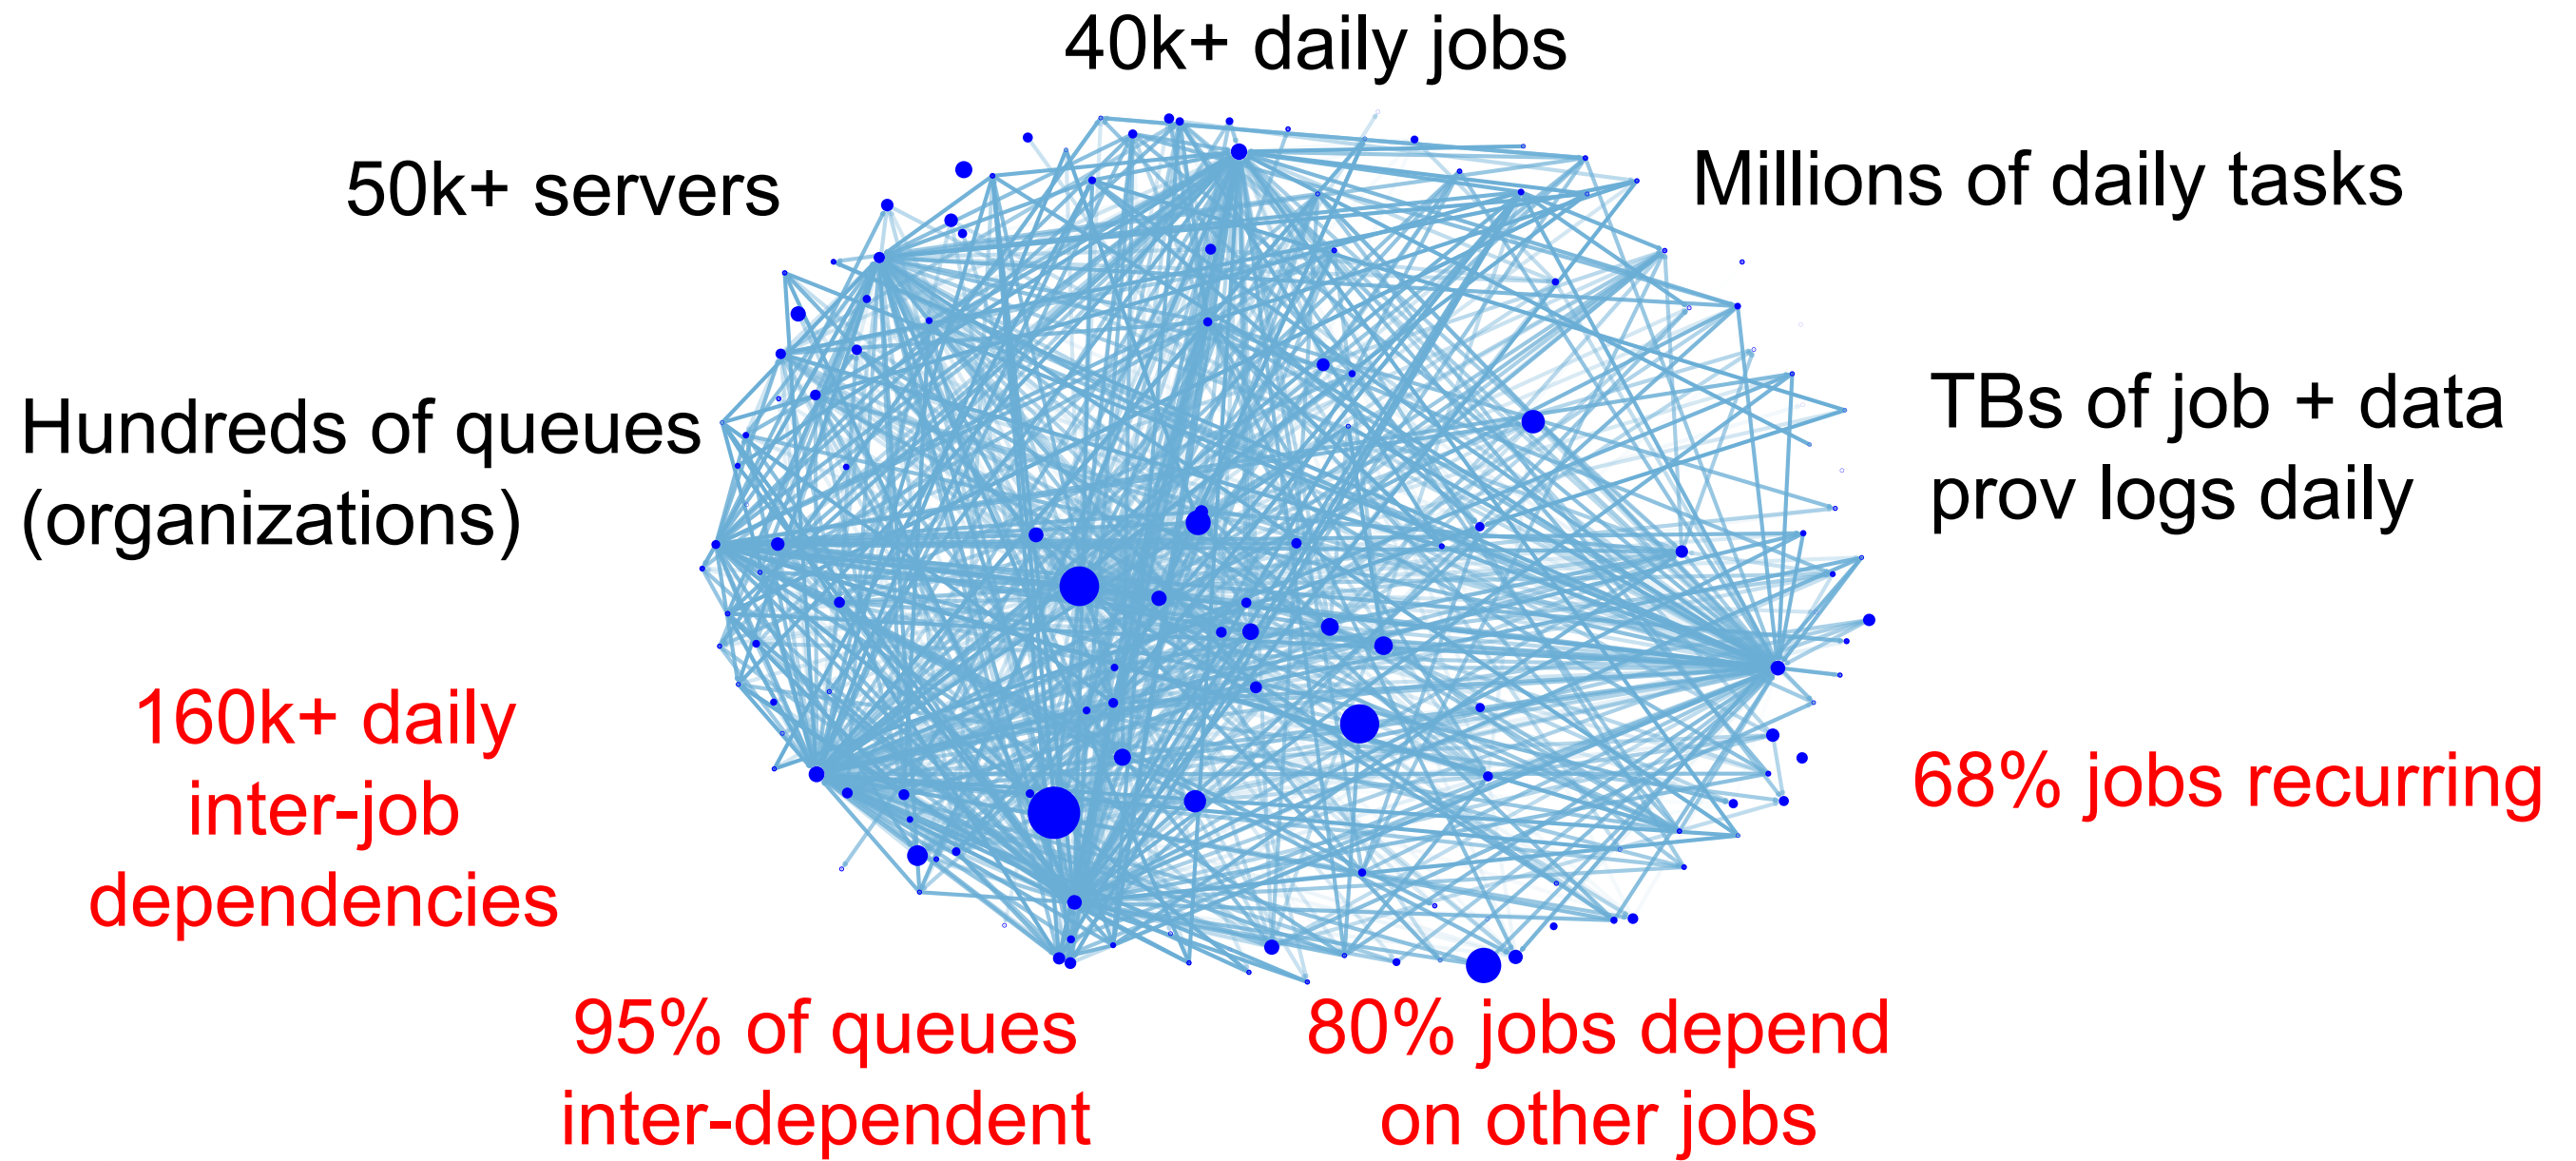 40k+ daily jobs
50k+ servers
Millions of daily tasks
Hundreds of queues
(organizations)
TBs of job + data
prov logs daily
160k+ daily
inter-job
dependencies
68% jobs recurring
95% of queues
inter-dependent
80% jobs depend
on other jobs